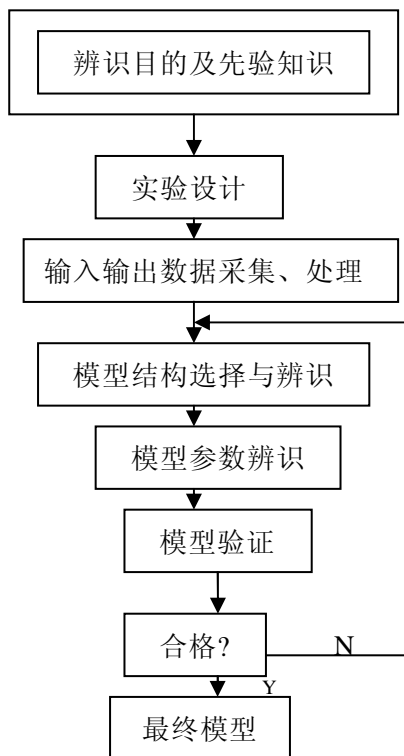 辨识目的及先验知识
实验设计
输入输出数据采集、处理
模型结构选择与辨识
模型参数辨识
模型验证
合格?
N
Y
最终模型